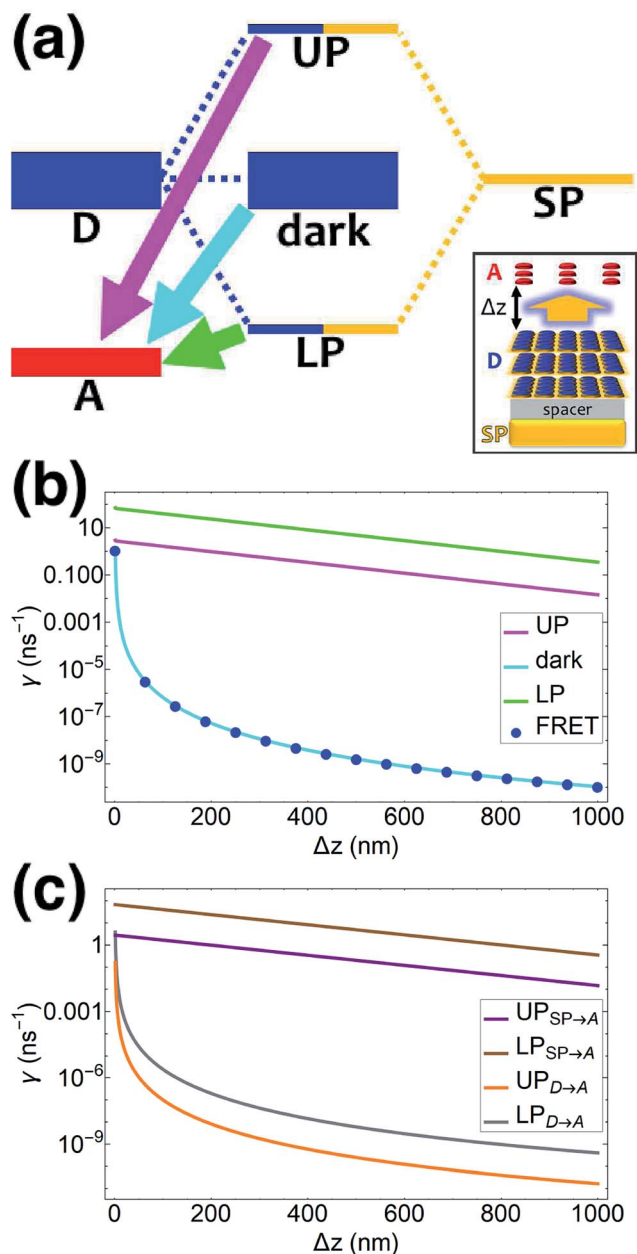 (a)
UP
D
dark
SP
LP
A
A
Δz
D
spacer
SP
(b)
10
0.100
0.001
10⁻⁵
10⁻⁷
10⁻⁹
γ (ns⁻¹)
UP
dark
LP
FRET
0 200 400 600 800 1000
Δz (nm)
(c)
1
0.001
10⁻⁶
10⁻⁹
γ (ns⁻¹)
UP_SP→A
LP_SP→A
UP_D→A
LP_D→A
0 200 400 600 800 1000
Δz (nm)